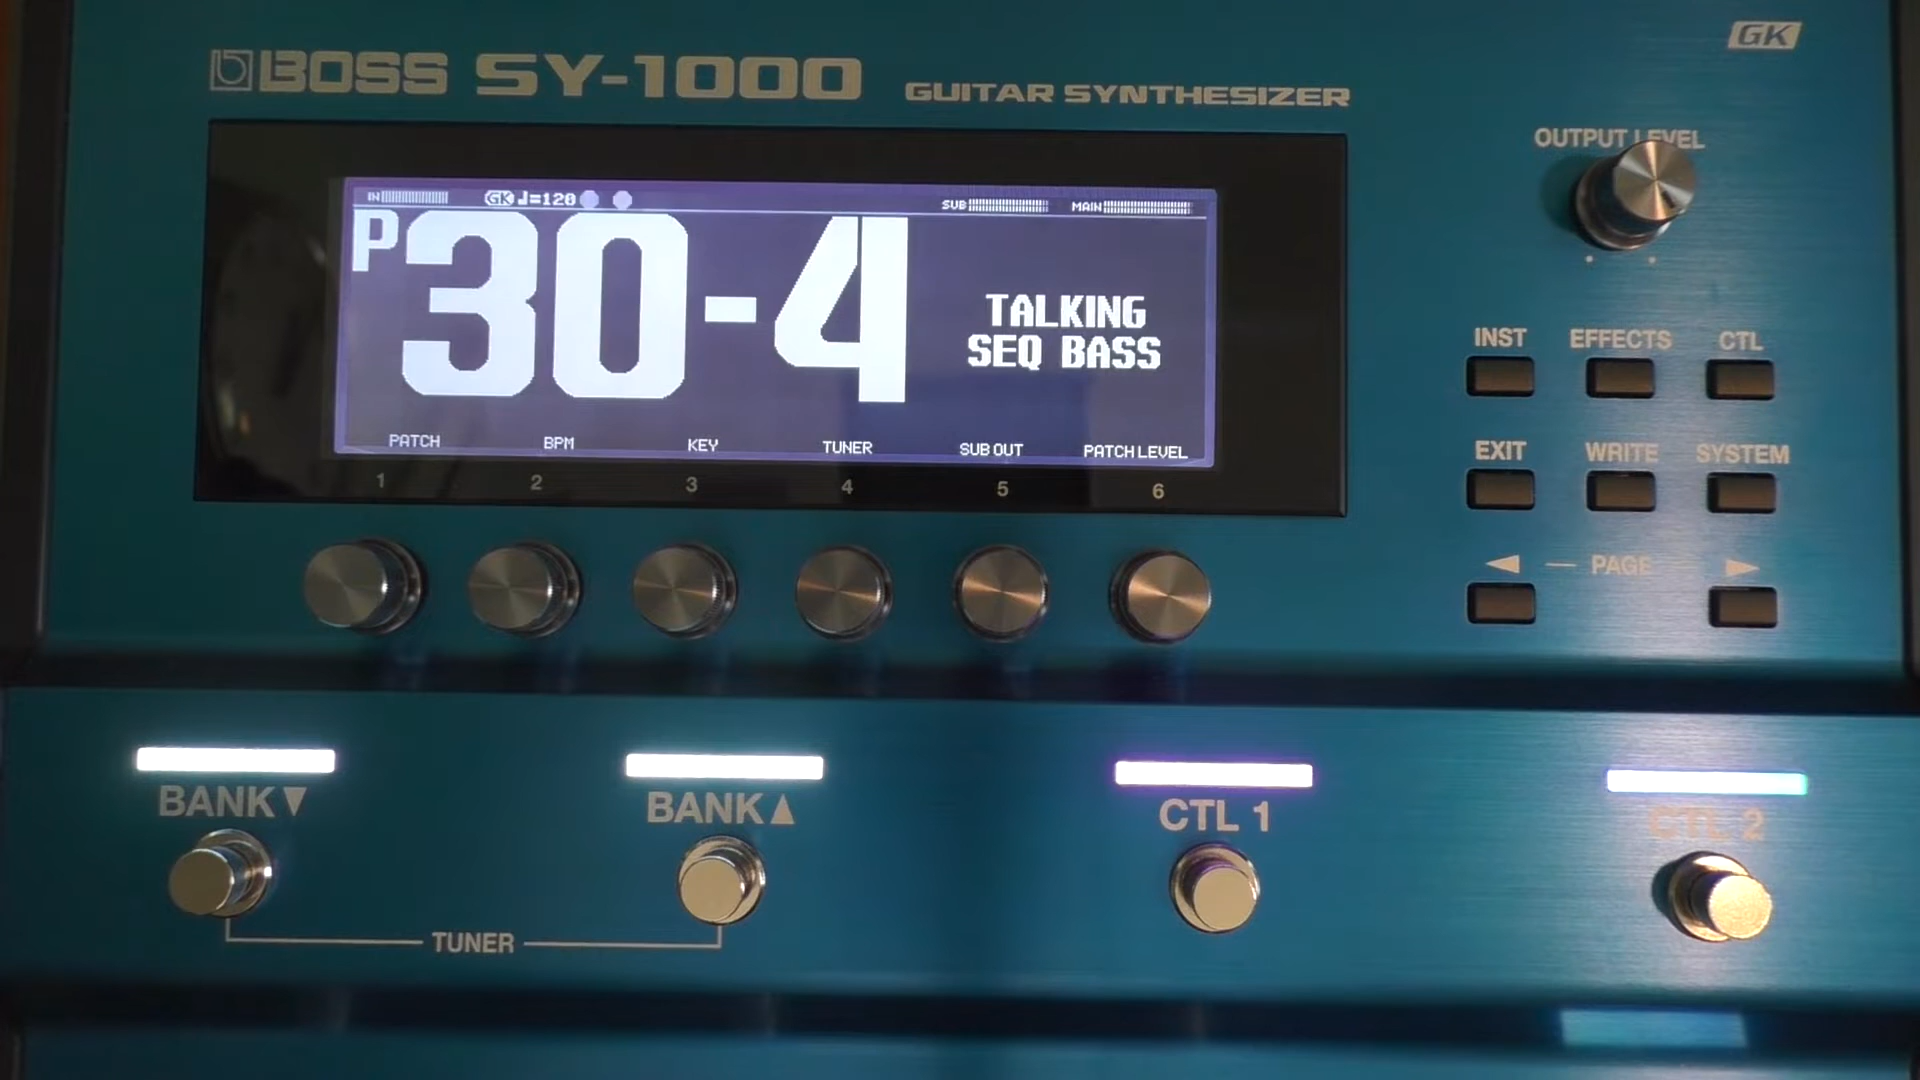 GK
BOSS SY-1000 GUITAR SYNTHESIZER
OUTPUT LEVEL
IN GK ♩=120 SUB MAIN
P30-4
TALKING
SEQ BASS
PATCH BPM KEY TUNER SUB OUT PATCH LEVEL
1 2 3 4 5 6
INST EFFECTS CTL
EXIT WRITE SYSTEM
◀ — PAGE — ▶
BANK▼ BANK▲ CTL 1 CTL 2
TUNER